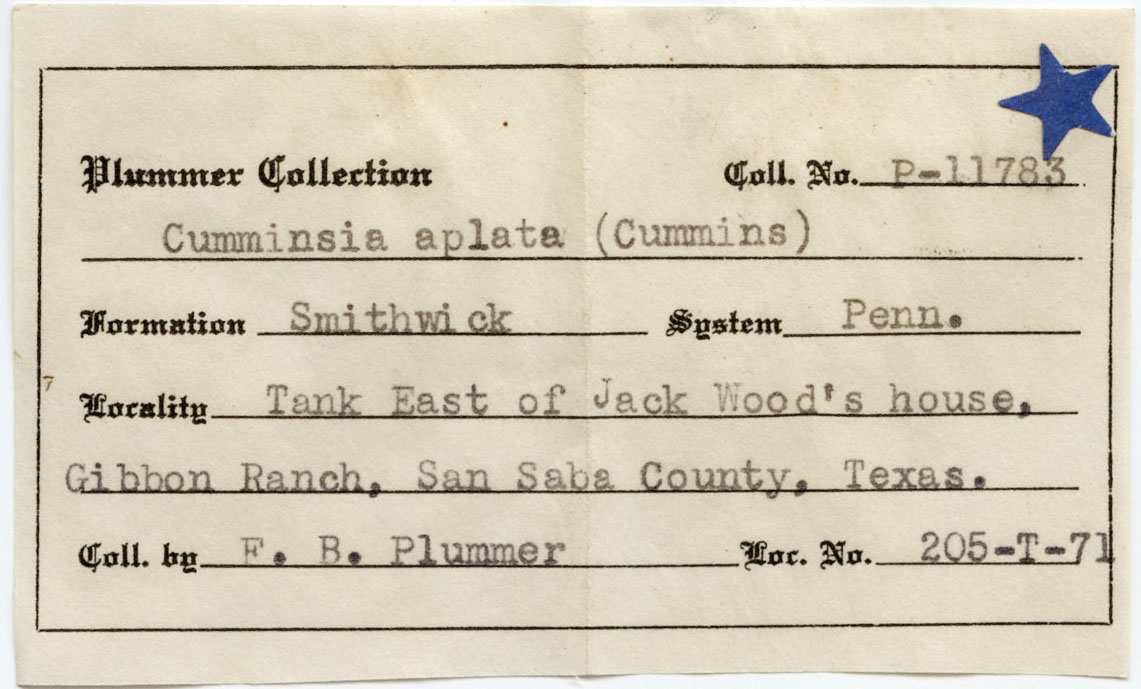 Plummer Collection Coll. No. P-11783
Cumminsia aplata (Cummins)
Formation Smithwick System Penn.
Locality Tank East of Jack Wood's house,
Gibbon Ranch, San Saba County, Texas.
Coll. by F. B. Plummer Loc. No. 205-T-71